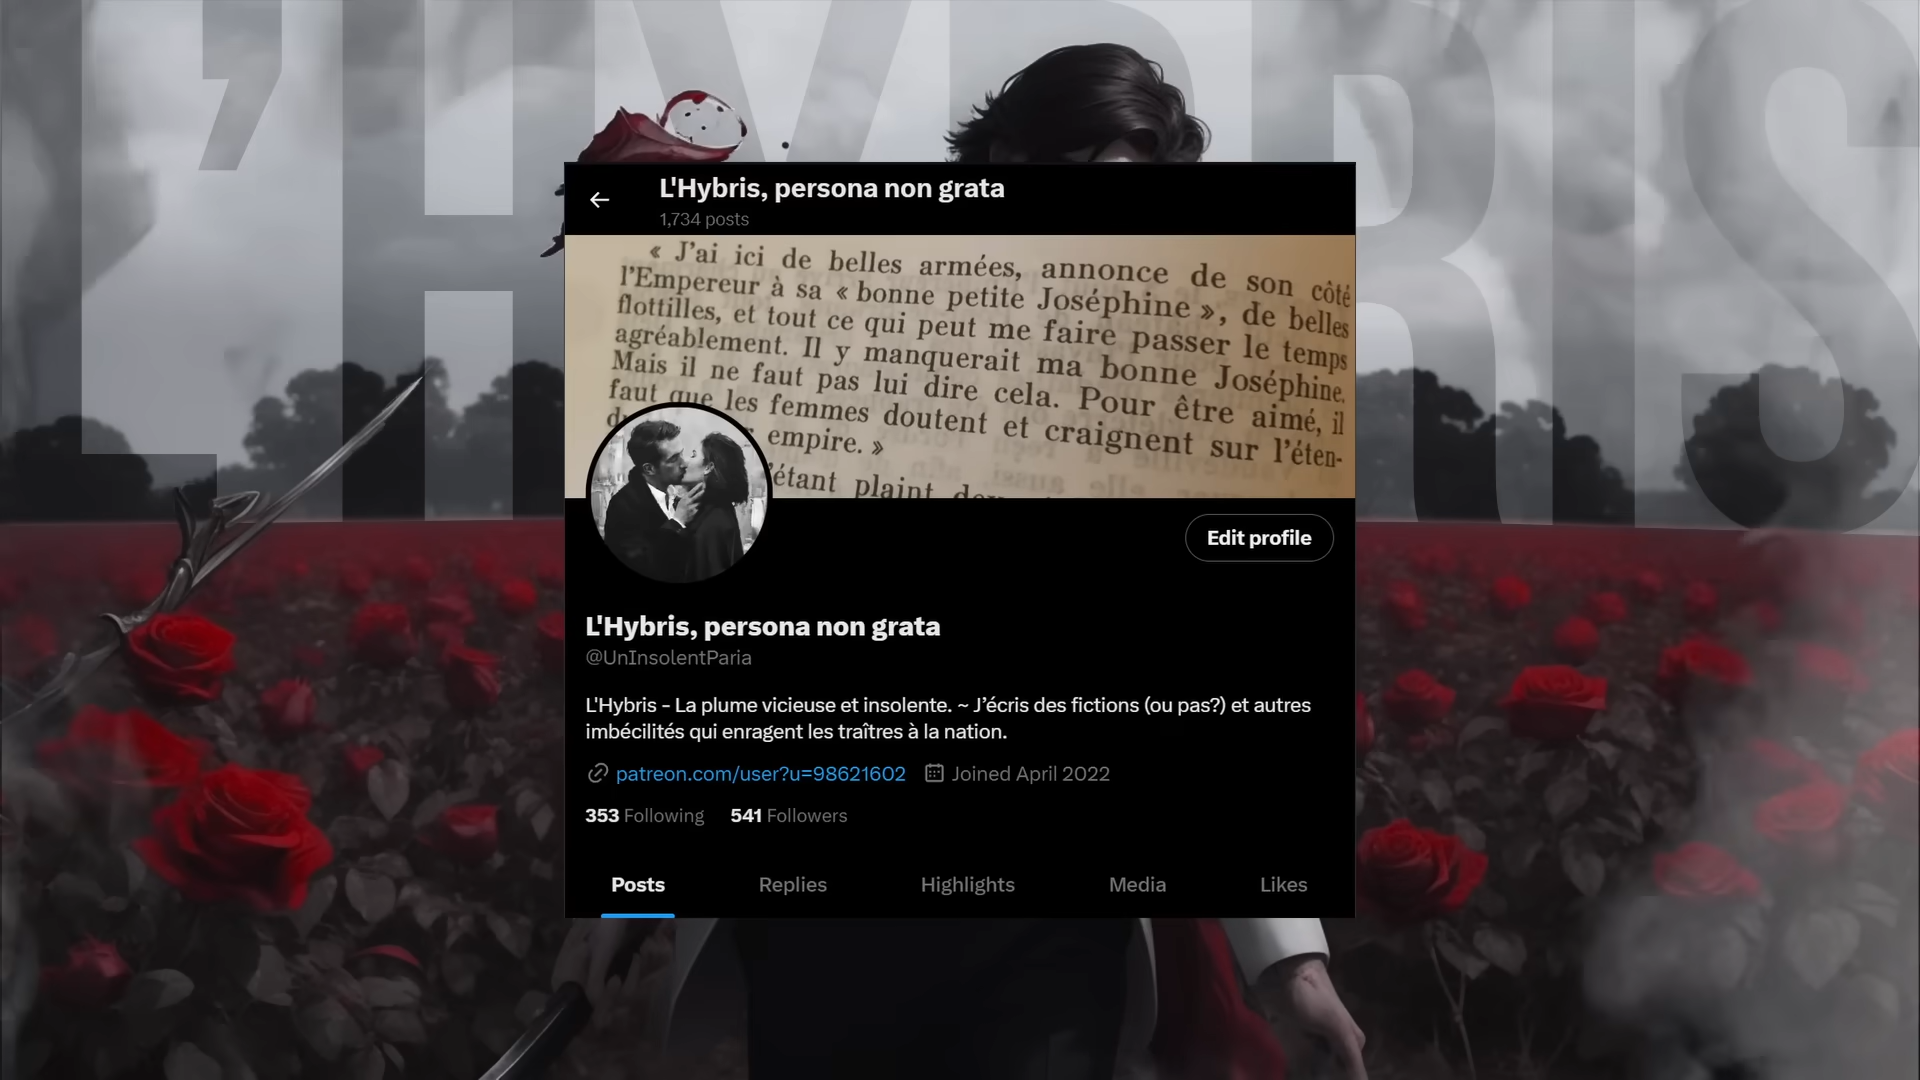 L'HYBRIS
L'Hybris, persona non grata
1,734 posts
« J'ai ici de belles armées, annonce de son côté
l'Empereur à sa « bonne petite Joséphine », de belles
flottilles, et tout ce qui peut me faire passer le temps
agréablement. Il y manquerait ma bonne Joséphine.
Mais il ne faut pas lui dire cela. Pour être aimé, il
faut que les femmes doutent et craignent sur l'éten-
empire. »
'étant plaint
Edit profile
L'Hybris, persona non grata
@UnInsolentParia
L'Hybris - La plume vicieuse et insolente. ~ J’écris des fictions (ou pas?) et autres
imbécilités qui enragent les traîtres à la nation.
patreon.com/user?u=98621602 Joined April 2022
353 Following 541 Followers
Posts Replies Highlights Media Likes